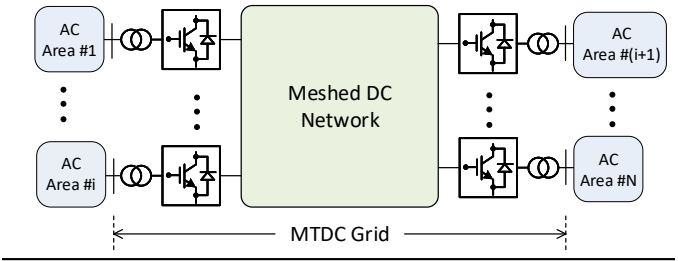 AC
Area #1
AC
Area #i
Meshed DC
Network
AC
Area #(i+1)
AC
Area #N
MTDC Grid